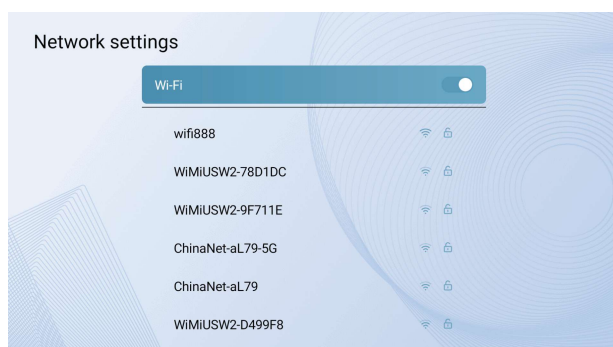 Network settings
Wi-Fi
wifi888
WiMiUSW2-78D1DC
WiMiUSW2-9F711E
ChinaNet-aL79-5G
ChinaNet-aL79
WiMiUSW2-D499F8